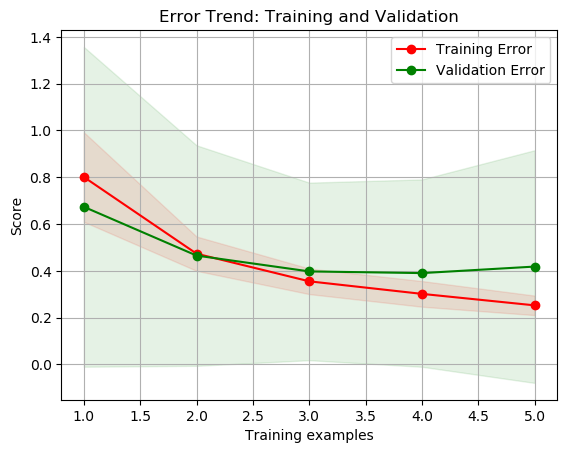 Error Trend: Training and Validation
1.4
1.2
1.0
0.8
0.6
0.4
0.2
0.0
Score
Training Error
Validation Error
1.0 1.5 2.0 2.5 3.0 3.5 4.0 4.5 5.0
Training examples